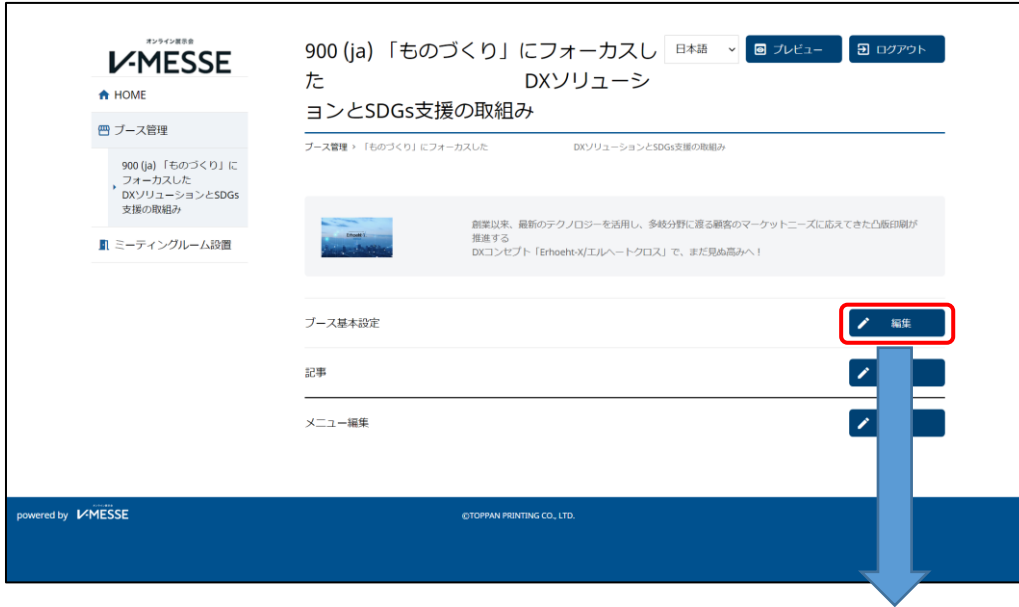 オンライン展示会
V-MESSE
HOME
ブース管理
900 (ja) 「ものづくり」に
フォーカスした
DXソリューションとSDGs
支援の取組み
ミーティングルーム設置
900 (ja) 「ものづくり」にフォーカスし
た DXソリューシ
ョンとSDGs支援の取組み
日本語
プレビュー
ログアウト
ブース管理 › 「ものづくり」にフォーカスした DXソリューションとSDGs支援の取組み
創業以来、最新のテクノロジーを活用し、多岐分野に渡る顧客のマーケットニーズに応えてきた凸版印刷が
推進する
DXコンセプト「Erhoeht-X/エルヘートクロス」で、まだ見ぬ高みへ！
ブース基本設定
編集
記事
メニュー編集
powered by V-MESSE
©TOPPAN PRINTING CO., LTD.